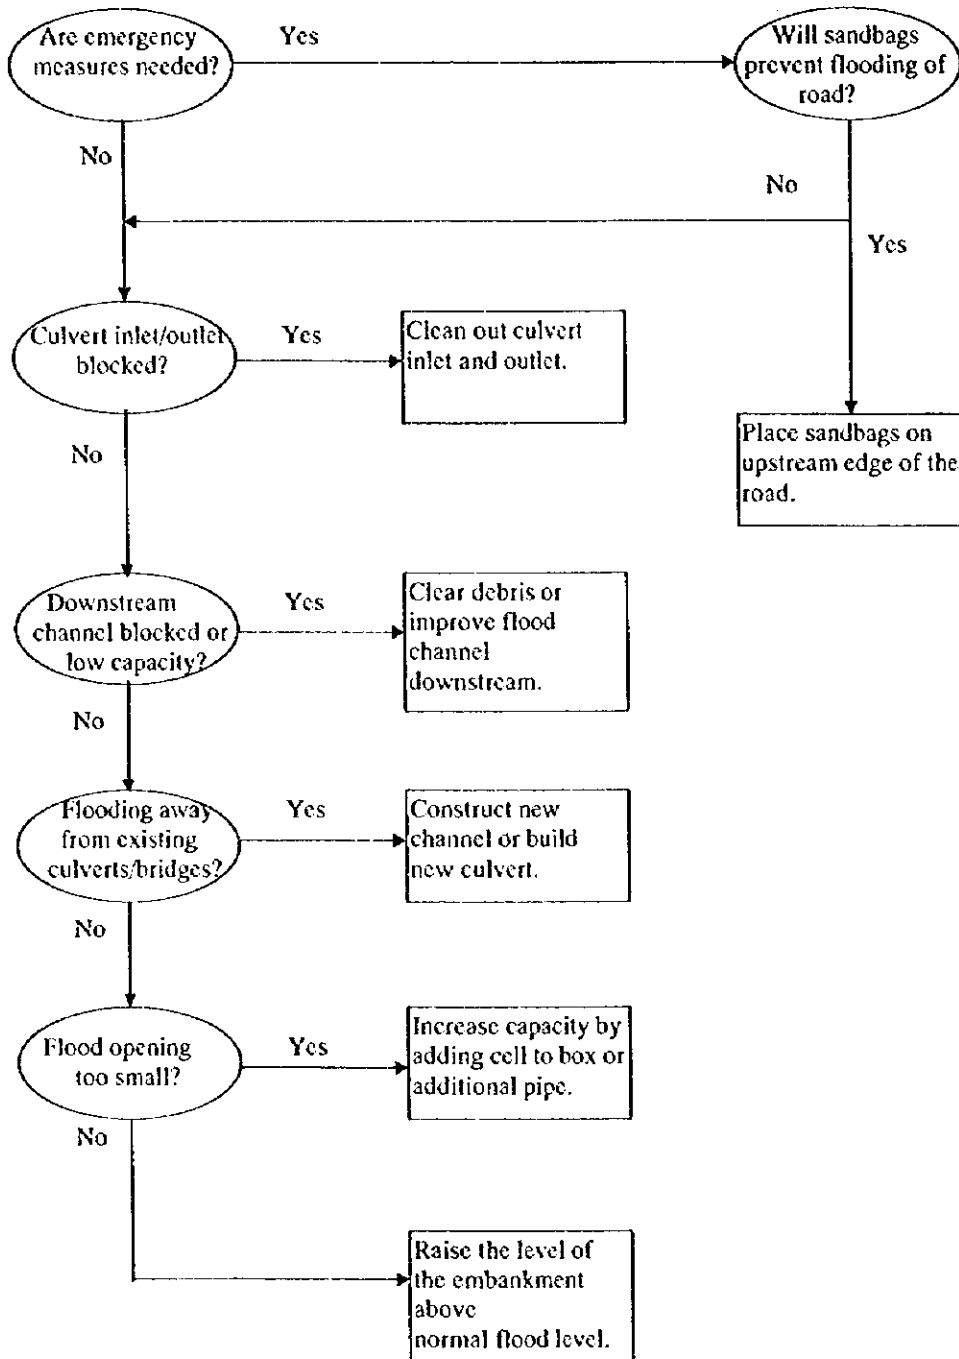 Are emergency
measures needed?
Yes
Will sandbags
prevent flooding of
road?
No
No
Yes
Culvert inlet/outlet
blocked?
Yes
Clean out culvert
inlet and outlet.
Place sandbags on
upstream edge of the
road.
No
Downstream
channel blocked or
low capacity?
Yes
Clear debris or
improve flood
channel
downstream.
No
Flooding away
from existing
culverts/bridges?
Yes
Construct new
channel or build
new culvert.
No
Flood opening
too small?
Yes
Increase capacity by
adding cell to box or
additional pipe.
No
Raise the level of
the embankment
above
normal flood level.